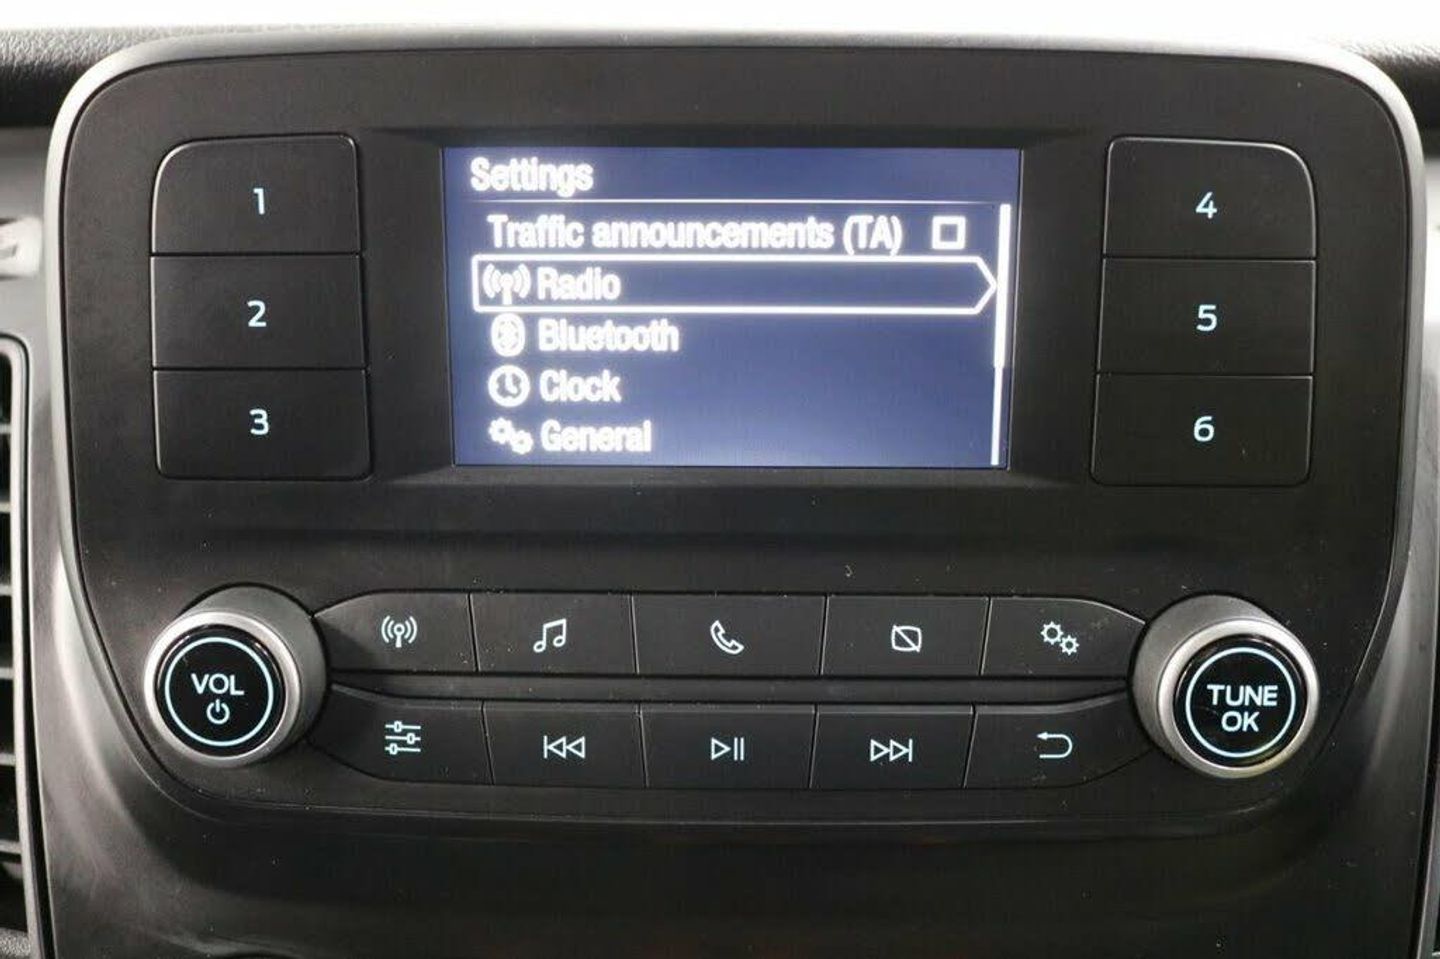 Settings
Traffic announcements (TA)
Radio
Bluetooth
Clock
General
1
2
3
4
5
6
VOL
TUNE
OK